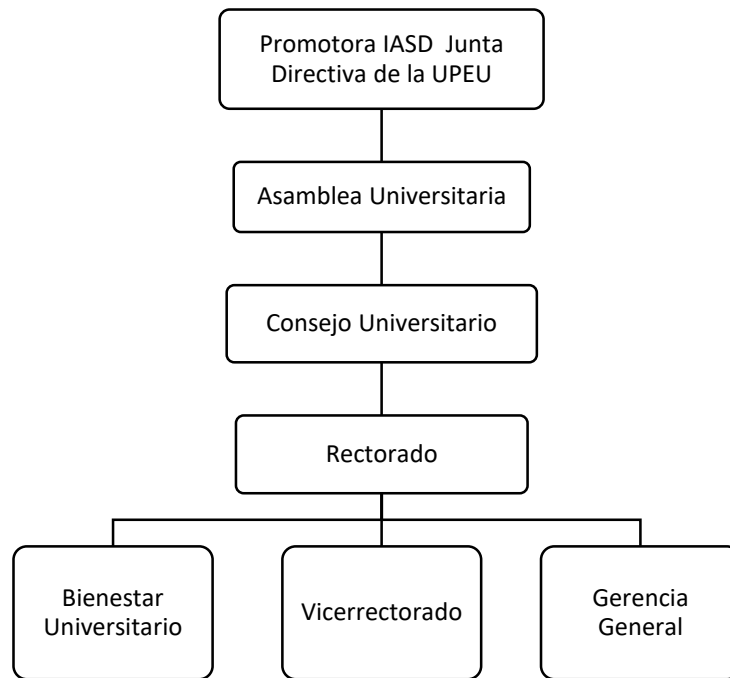 Promotora IASD  Junta
Directiva de la UPEU
Asamblea Universitaria
Consejo Universitario
Rectorado
Bienestar
Universitario
Vicerrectorado
Gerencia
General